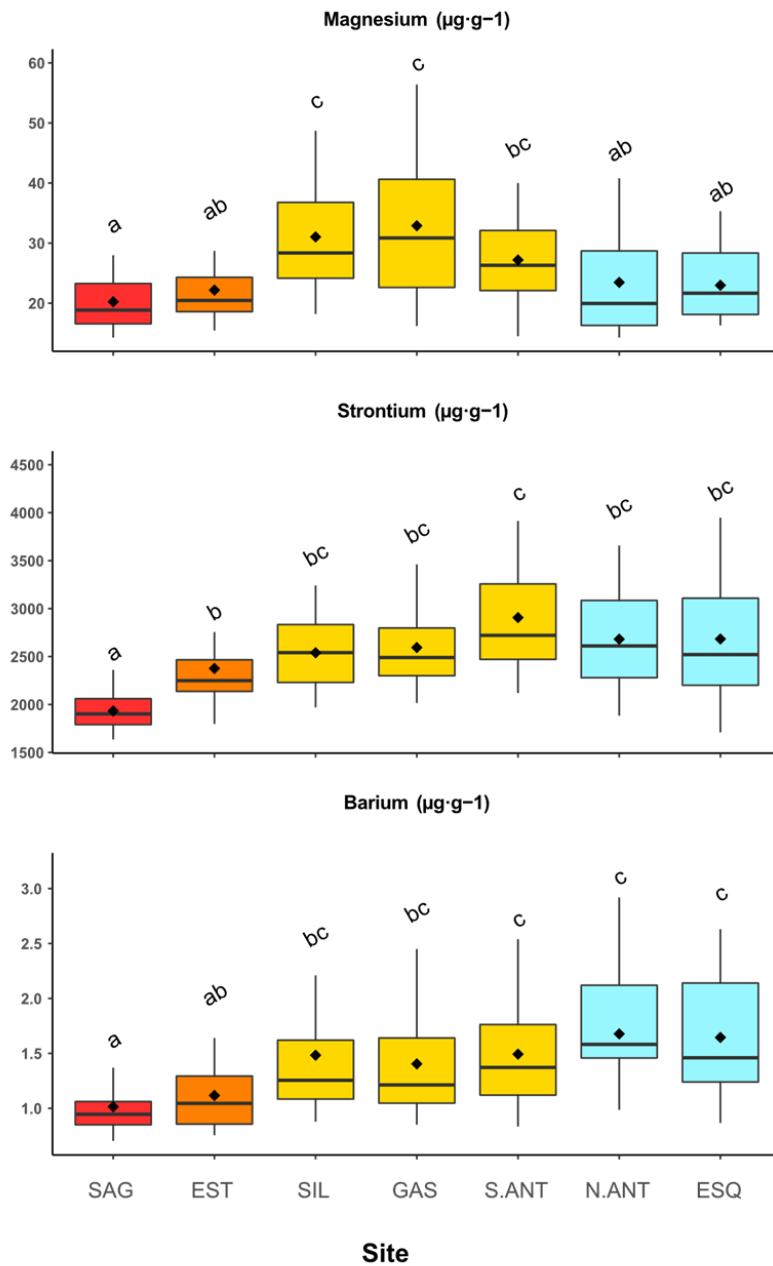 Magnesium (µg·g−1)
60
50
40
30
20
a
ab
c
c
bc
ab
ab
Strontium (µg·g−1)
4500
4000
3500
3000
2500
2000
1500
a
b
bc
bc
c
bc
bc
Barium (µg·g−1)
3.0
2.5
2.0
1.5
1.0
a
ab
bc
bc
c
c
c
SAG EST SIL GAS S.ANT N.ANT ESQ
Site